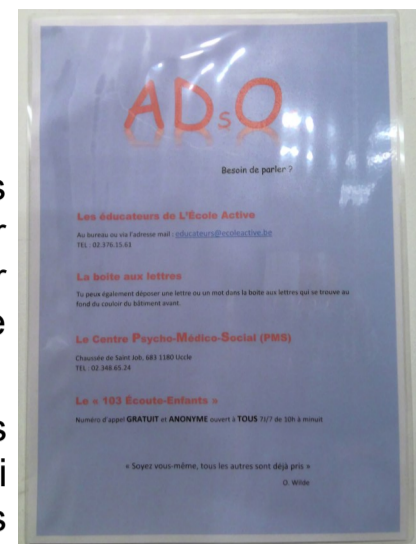 s
r
r
e
s
i
s
ADsO
Besoin de parler ?
Les éducateurs de L'École Active
Au bureau ou via l'adresse mail : educateurs@ecoleactive.be
TEL : 02.376.15.61
La boite aux lettres
Tu peux également déposer une lettre ou un mot dans la boite aux lettres qui se trouve au
fond du couloir du bâtiment avant.
Le Centre Psycho-Médico-Social (PMS)
Chaussée de Saint Job, 683 1180 Uccle
TEL : 02.348.65.24
Le « 103 Écoute-Enfants »
Numéro d'appel GRATUIT et ANONYME ouvert à TOUS 7J/7 de 10h à minuit
« Soyez vous-même, tous les autres sont déjà pris »
O. Wilde